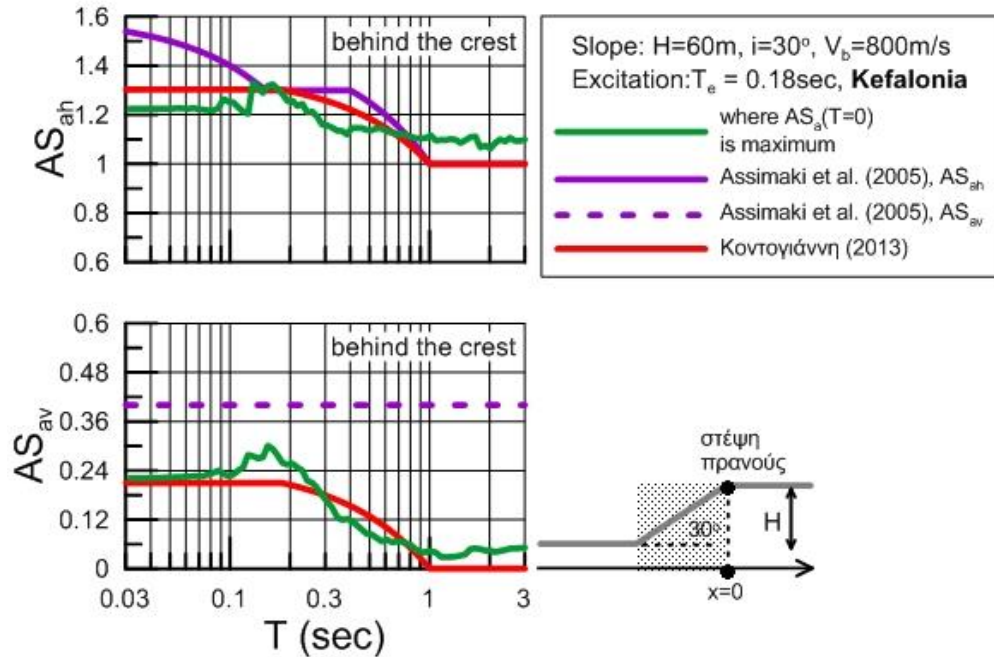 1.6
1.4
1.2
1
0.8
0.6
AS_ah
behind the crest
Slope: H=60m, i=30°, V_b=800m/s
Excitation:T_e = 0.18sec, Kefalonia
where AS_a(T=0)
is maximum
Assimaki et al. (2005), AS_ah
Assimaki et al. (2005), AS_av
Κοντογιάννη (2013)
0.6
0.48
0.36
0.24
0.12
0
AS_av
behind the crest
0.03
0.1
0.3
1
3
T (sec)
στέψη
πρανούς
30°
H
x=0